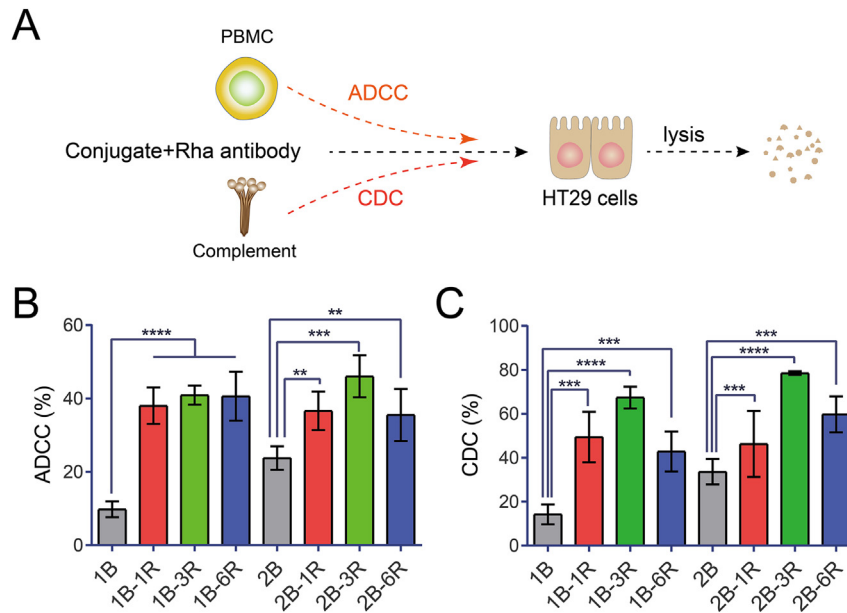 A
PBMC
ADCC
Conjugate+Rha antibody
lysis
CDC
HT29 cells
Complement
B
**
****
***
**
ADCC (%)
60
40
20
0
1B
1B-1R
1B-3R
1B-6R
2B
2B-1R
2B-3R
2B-6R
C
***
***
****
****
***
***
CDC (%)
100
80
60
40
20
0
1B
1B-1R
1B-3R
1B-6R
2B
2B-1R
2B-3R
2B-6R